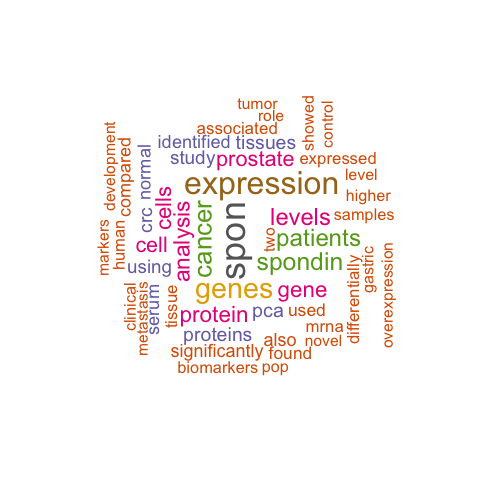 tumor
role
associated
showed
control
identified tissues
study prostate expressed
level
expression
higher
levels samples
development
compared
normal
crc
cells
analysis
cancer
spon
two
patients
spondin
markers
human
cell
using
genes gene
clinical
metastasis
serum
tissue
protein pca used
mrna
proteins also novel
significantly found
biomarkers pop
differentially
gastric
overexpression